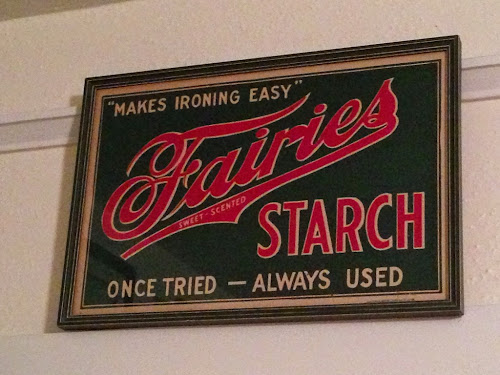 "MAKES IRONING EASY"
Fairies
SWEET-SCENTED
STARCH
ONCE TRIED — ALWAYS USED